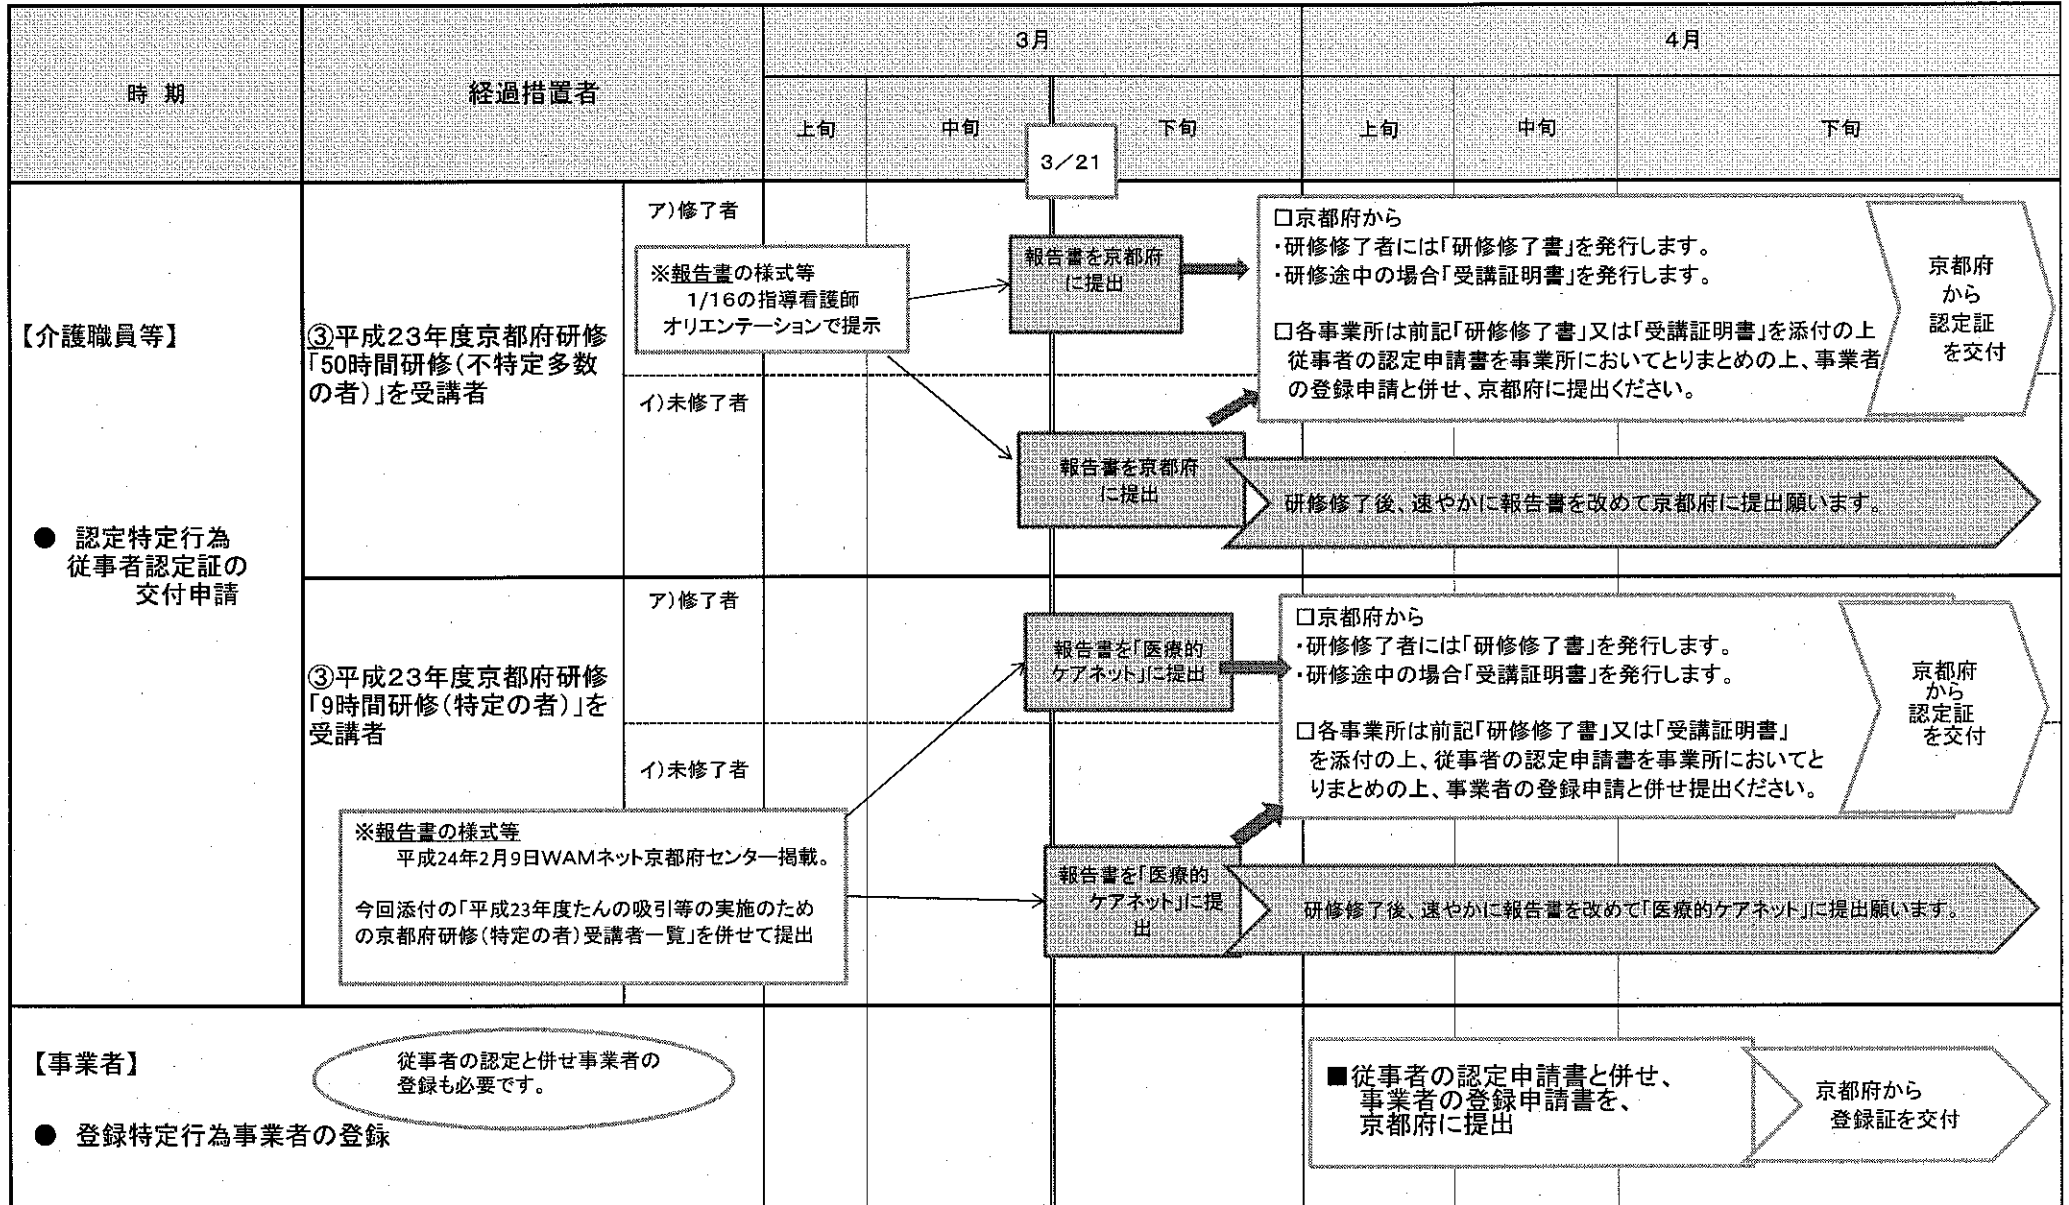 時 期
経過措置者
3月
4月
上旬
中旬
下旬
上旬
中旬
下旬
3/21
【介護職員等】
● 認定特定行為
従事者認定証の
交付申請
③平成23年度京都府研修
「50時間研修(不特定多数
の者)」を受講者
ア)修了者
※報告書の様式等
1/16の指導看護師
オリエンテーションで提示
イ)未修了者
報告書を京都府
に提出
□京都府から
・研修修了者には「研修修了書」を発行します。
・研修途中の場合「受講証明書」を発行します。
□各事業所は前記「研修修了書」又は「受講証明書」を添付の上
従事者の認定申請書を事業所においてとりまとめの上、事業者
の登録申請と併せ、京都府に提出ください。
京都府
から
認定証
を交付
報告書を京都府
に提出
研修修了後、速やかに報告書を改めて京都府に提出願います。
③平成23年度京都府研修
「9時間研修(特定の者)」を
受講者
ア)修了者
イ)未修了者
※報告書の様式等
平成24年2月9日WAMネット京都府センター掲載。
今回添付の「平成23年度たんの吸引等の実施のため
の京都府研修(特定の者)受講者一覧」を併せて提出
報告書を「医療的
ケアネット」に提出
□京都府から
・研修修了者には「研修修了書」を発行します。
・研修途中の場合「受講証明書」を発行します。
□各事業所は前記「研修修了書」又は「受講証明書」
を添付の上、従事者の認定申請書を事業所においてと
りまとめの上、事業者の登録申請と併せ提出ください。
京都府
から
認定証
を交付
報告書を「医療的
ケアネット」に提
出
研修修了後、速やかに報告書を改めて「医療的ケアネット」に提出願います。
【事業者】
● 登録特定行為事業者の登録
従事者の認定と併せ事業者の
登録も必要です。
■従事者の認定申請書と併せ、
事業者の登録申請書を、
京都府に提出
京都府から
登録証を交付